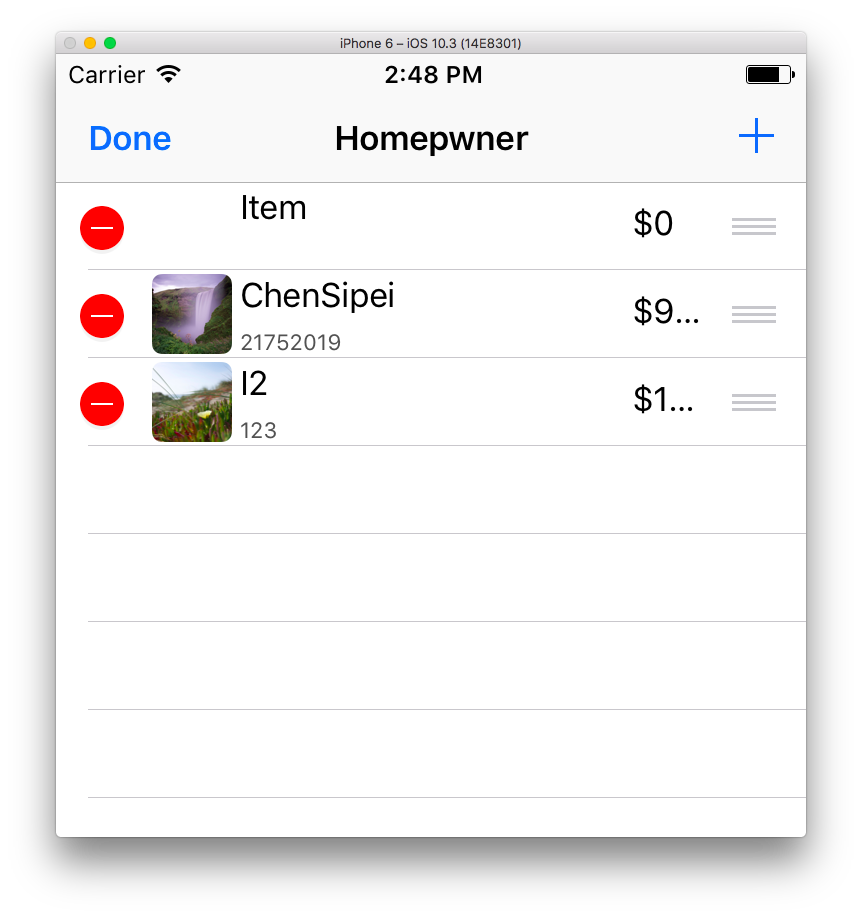 iPhone 6 – iOS 10.3 (14E8301)
Carrier 2:48 PM
Done Homepwner +
Item $0
ChenSipei $9...
21752019
I2 $1...
123